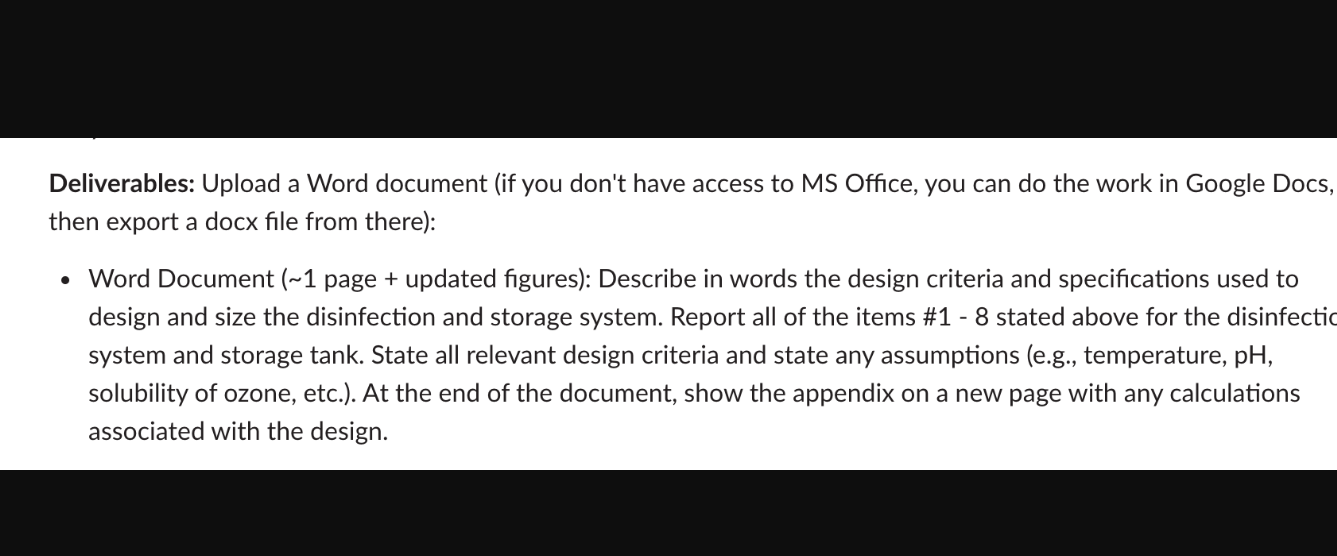 Deliverables: Upload a Word document (if you don't have access to MS Office, you can do the work in Google Docs,
then export a docx file from there):
• Word Document (~1 page + updated figures): Describe in words the design criteria and specifications used to
design and size the disinfection and storage system. Report all of the items #1 - 8 stated above for the
system and storage tank. State all relevant design criteria and state any assumptions (e.g., temperature, pH,
solubility of ozone, etc.). At the end of the document, show the appendix on a new page with any calculations
associated with the design.